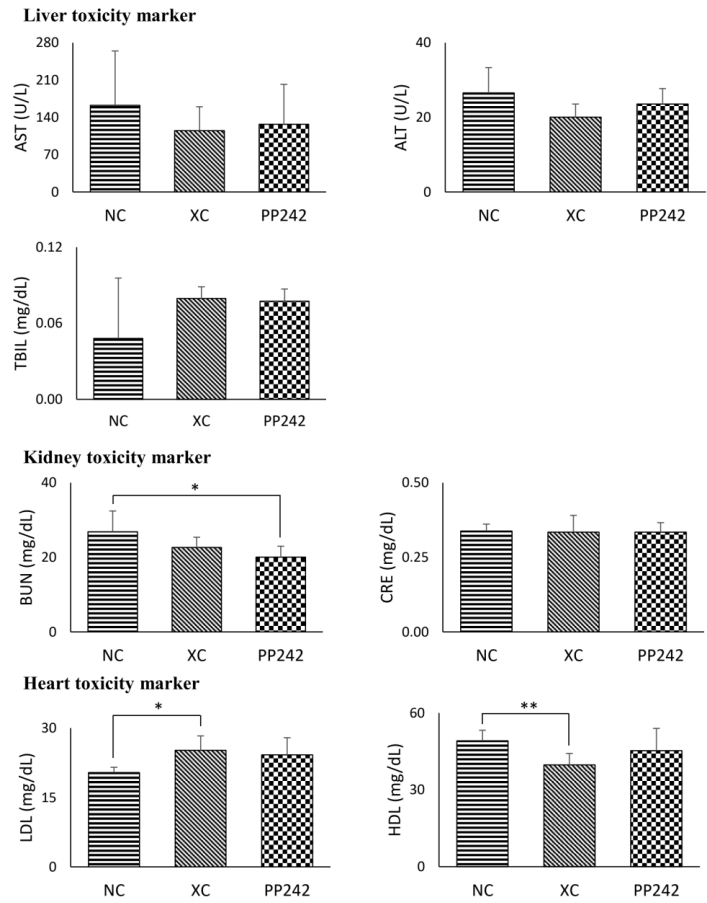 Liver toxicity marker
AST (U/L)
280
210
140
70
0
NC XC PP242
ALT (U/L)
40
20
0
NC XC PP242
TBIL (mg/dL)
0.12
0.06
0.00
NC XC PP242
Kidney toxicity marker
BUN (mg/dL)
40
20
0
*
NC XC PP242
CRE (mg/dL)
0.50
0.25
0.00
NC XC PP242
Heart toxicity marker
LDL (mg/dL)
30
15
0
*
NC XC PP242
HDL (mg/dL)
60
30
0
**
NC XC PP242